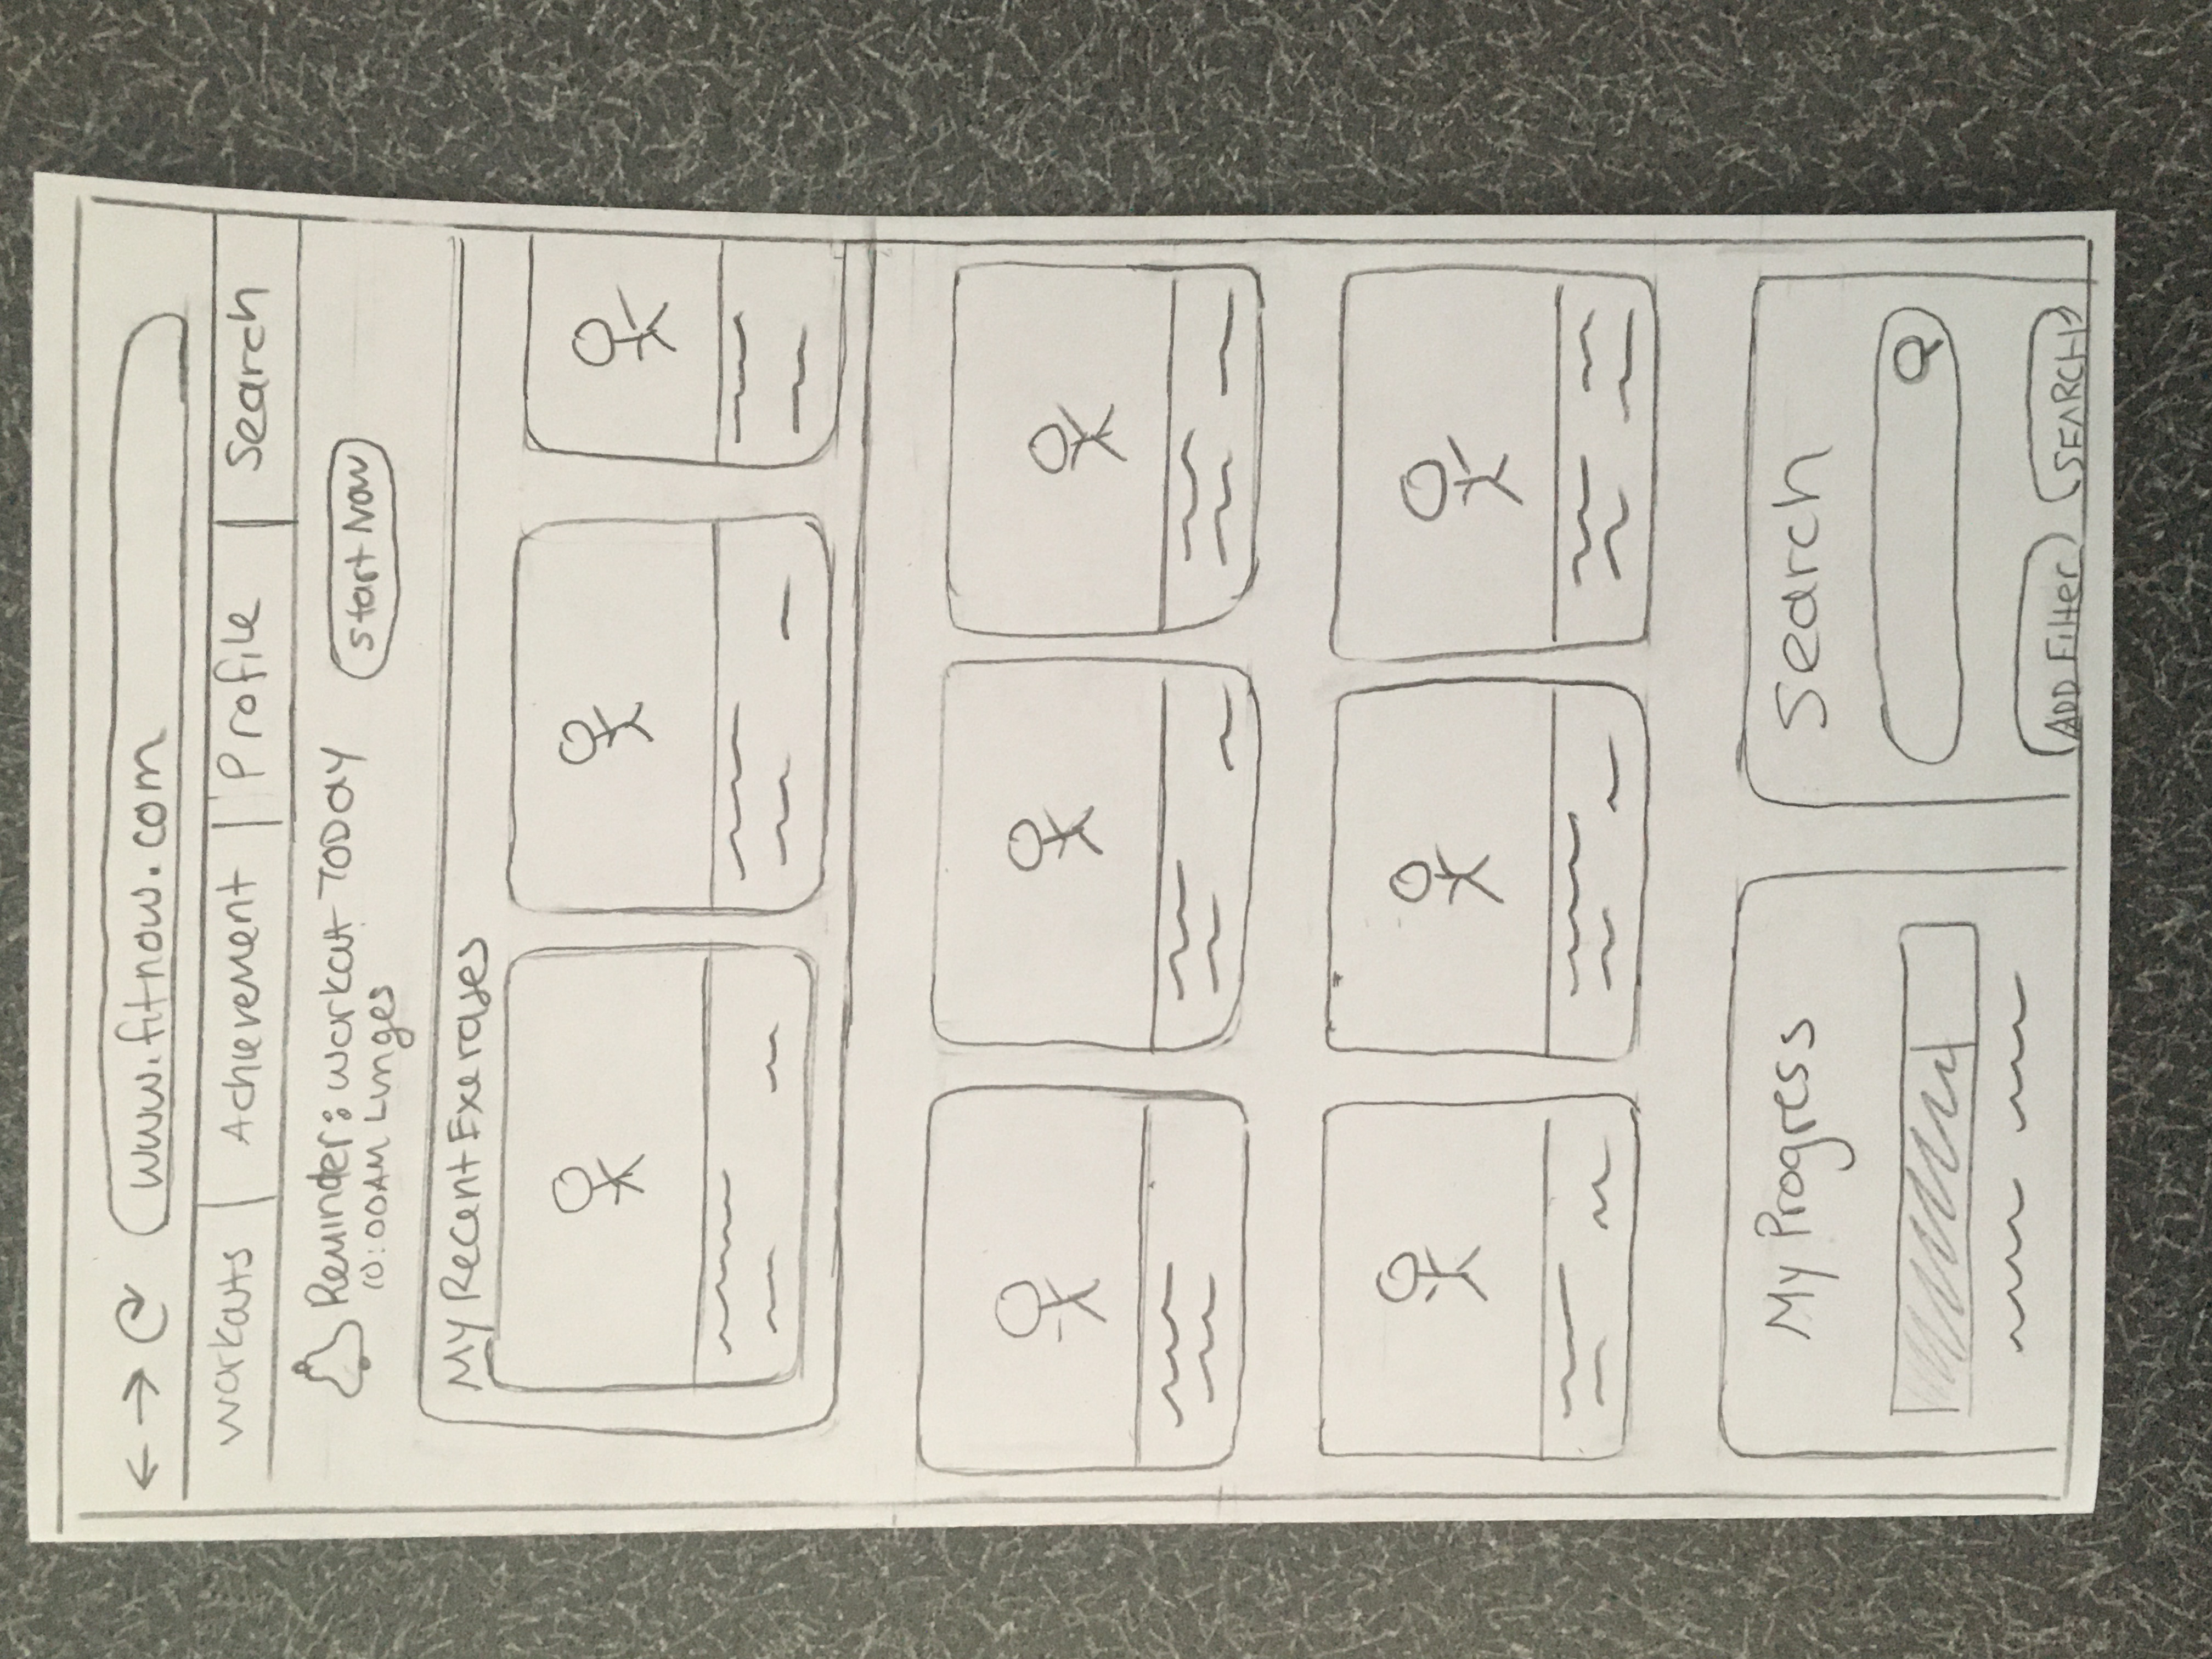 www.fitnow.com
Workouts Achievement Profile Search
Reminder: Workout TODAY
10:00AM Lunges
Start Now
My Recent Exercises
My Progress
Search
ADD Filter SEARCH